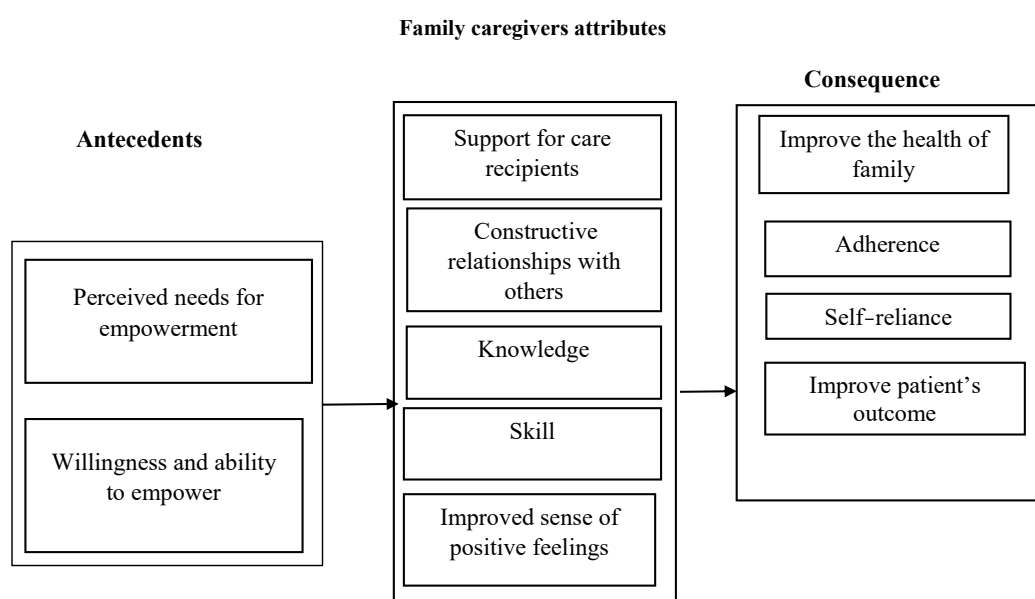 Family caregivers attributes
Consequence
Antecedents
Support for care
recipients
Constructive
relationships with
others
Knowledge
Skill
Improved sense of
positive feelings
Perceived needs for
empowerment
Willingness and ability
to empower
Improve the health of
family
Adherence
Self-reliance
Improve patient’s
outcome